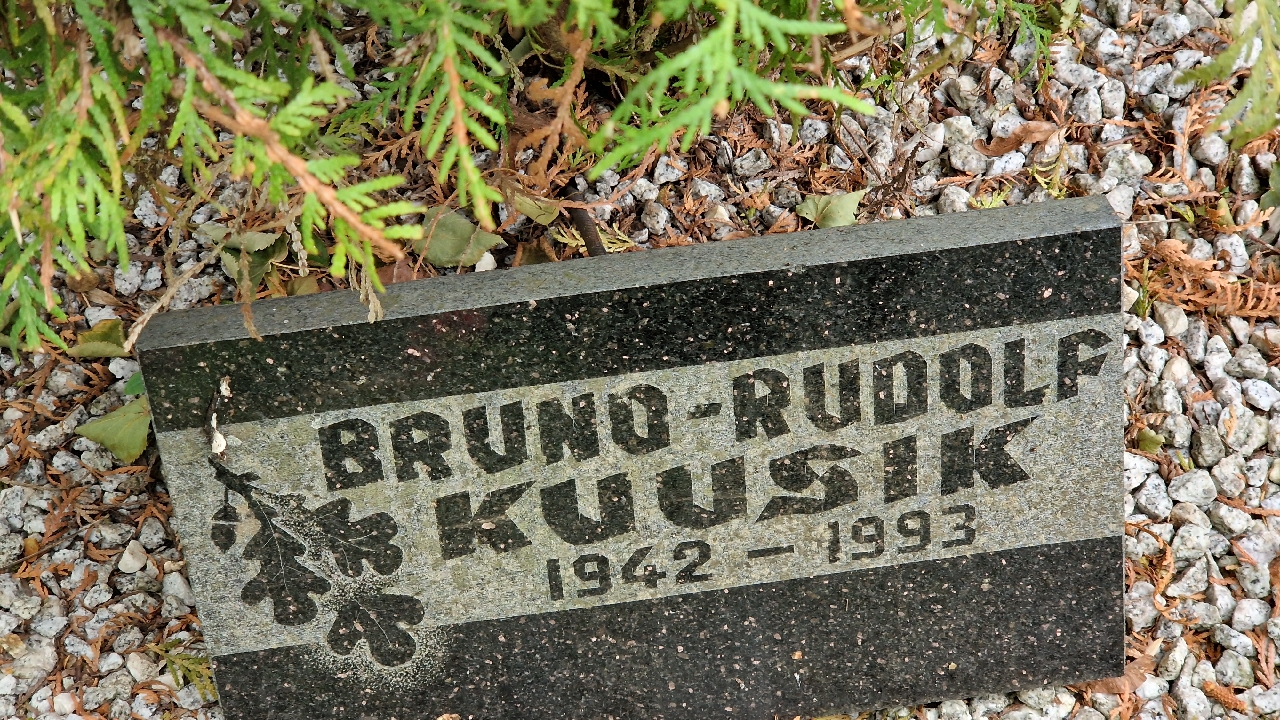 BRUNO-RUDOLF
KUUSIK
1942 – 1993